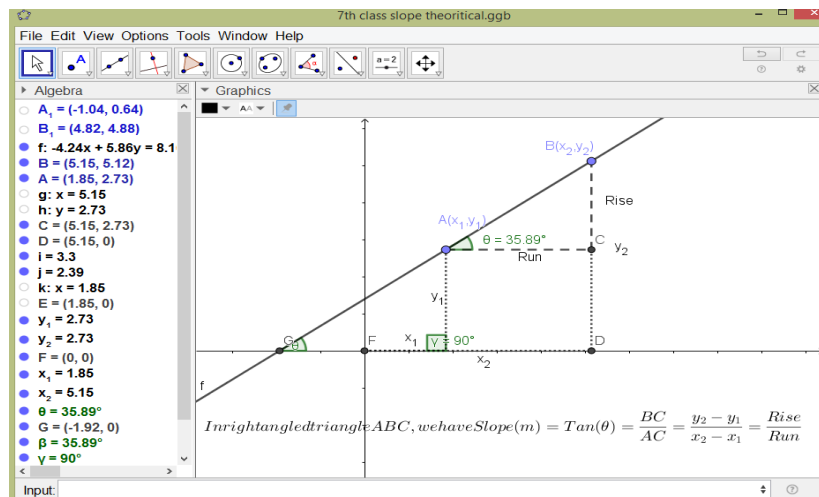 7th class slope theoritical.ggb
File Edit View Options Tools Window Help
A
α
a = 2
Algebra
Graphics
AA
A₁ = (-1.04, 0.64)
B₁ = (4.82, 4.88)
f: -4.24x + 5.86y = 8.1
B = (5.15, 5.12)
A = (1.85, 2.73)
g: x = 5.15
h: y = 2.73
C = (5.15, 2.73)
D = (5.15, 0)
i = 3.3
j = 2.39
k: x = 1.85
E = (1.85, 0)
y₁ = 2.73
y₂ = 2.73
F = (0, 0)
x₁ = 1.85
x₂ = 5.15
θ = 35.89°
G = (-1.92, 0)
β = 35.89°
γ = 90°
B(x₂,y₂)
Rise
A(x₁,y₁)
θ = 35.89°
C
Run
y₂
y₁
G
θ
F
x₁
γ = 90°
D
x₂
f
InrightangledtriangleABC, wehaveSlope(m) = Tan(θ) = BC/AC = (y₂ − y₁)/(x₂ − x₁) = Rise/Run
Input: